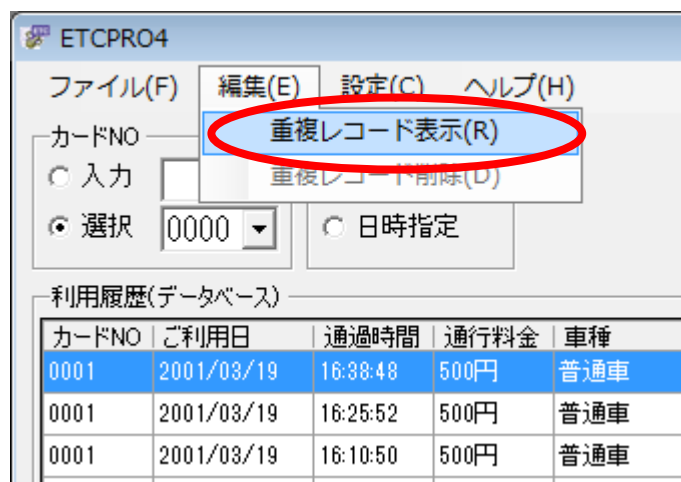 ETCPRO4
ファイル(F) 編集(E) 設定(C) ヘルプ(H)
重複レコード表示(R)
重複レコード削除(D)
カードNO
入力
選択 0000 日時指定
利用履歴(データベース)
カードNO ご利用日 通過時間 通行料金 車種
0001 2001/03/19 16:38:48 500円 普通車
0001 2001/03/19 16:25:52 500円 普通車
0001 2001/03/19 16:10:50 500円 普通車